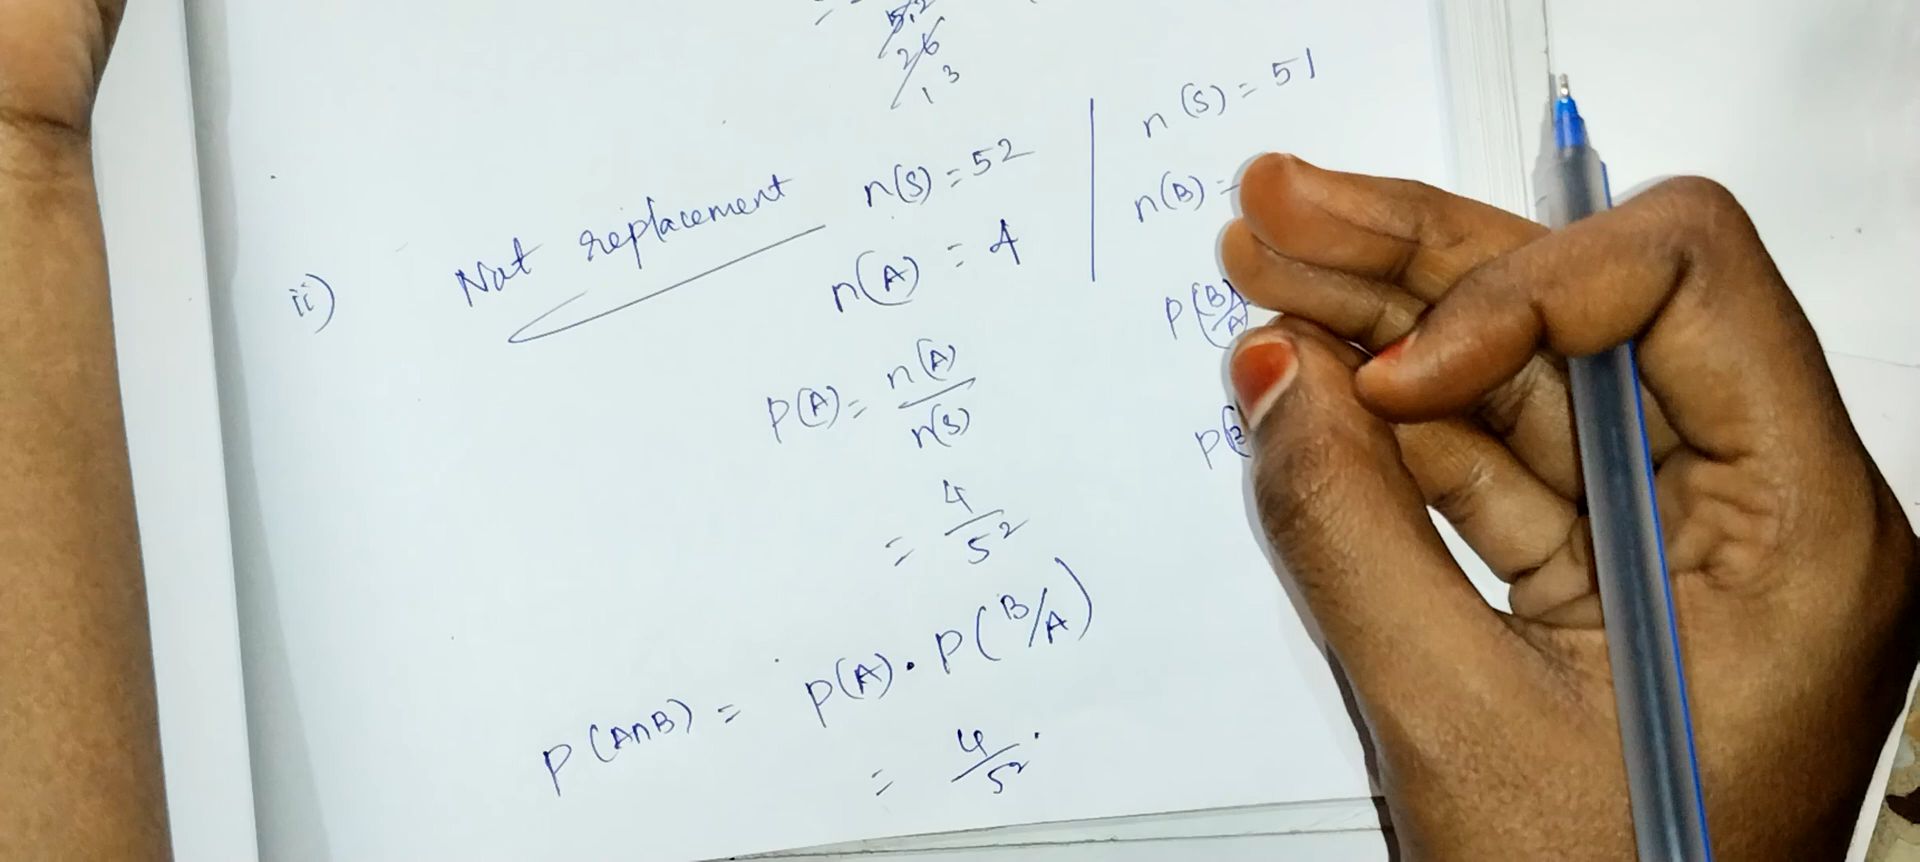 26
13
ii) Not replacement n(S) = 52
n(A) = 4
P(A) = n(A)/n(S)
= 4/52
P(A∩B) = P(A) . P(B/A)
= 4/52 .
n(S) = 51
n(B) =
P(B/A)
P(B